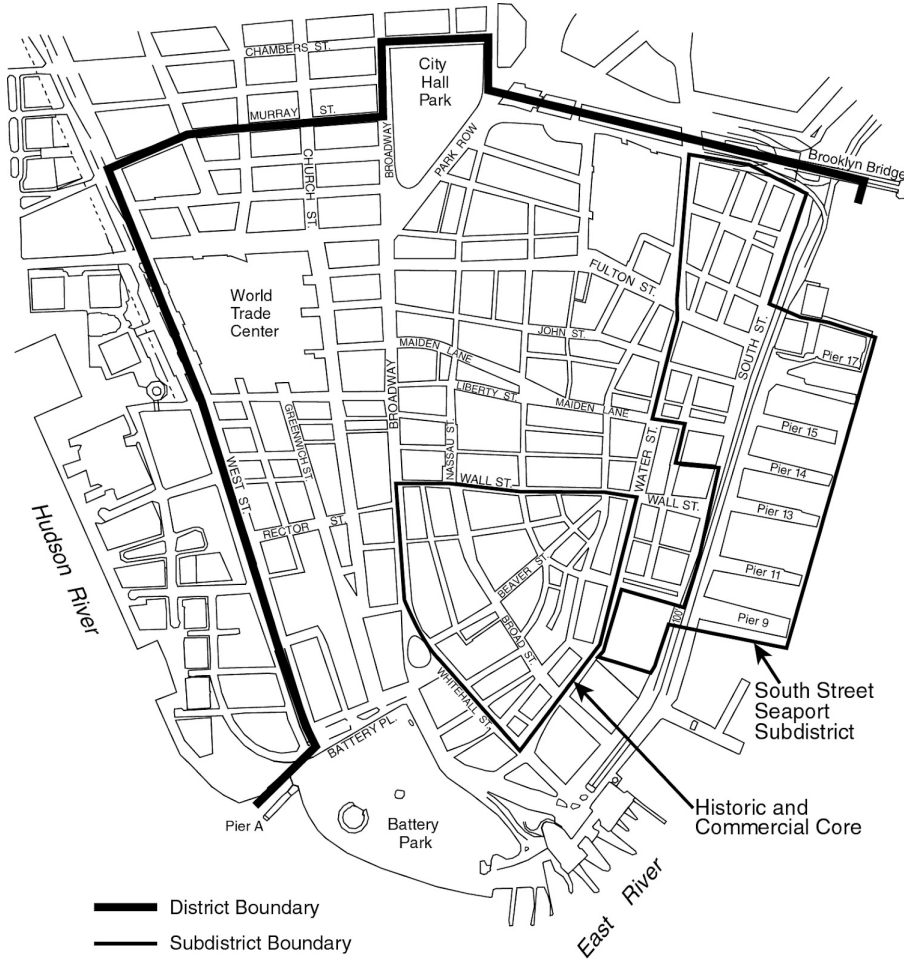 CHAMBERS ST.
City
Hall
Park
MURRAY ST.
BROADWAY
PARK ROW
CHURCH ST.
Brooklyn Bridge
FULTON ST.
World
Trade
Center
JOHN ST.
SOUTH ST.
MAIDEN LANE
Pier 17
BROADWAY
LIBERTY ST.
MAIDEN LANE
GREENWICH ST.
NASSAU ST.
WATER ST.
Pier 15
WEST ST.
WALL ST.
Pier 14
WALL ST.
Pier 13
RECTOR ST.
Hudson River
BEAVER ST.
Pier 11
BROAD ST.
100'
Pier 9
WHITEHALL ST.
South Street
Seaport
Subdistrict
BATTERY PL.
Historic and
Commercial Core
Pier A
Battery
Park
East River
District Boundary
Subdistrict Boundary